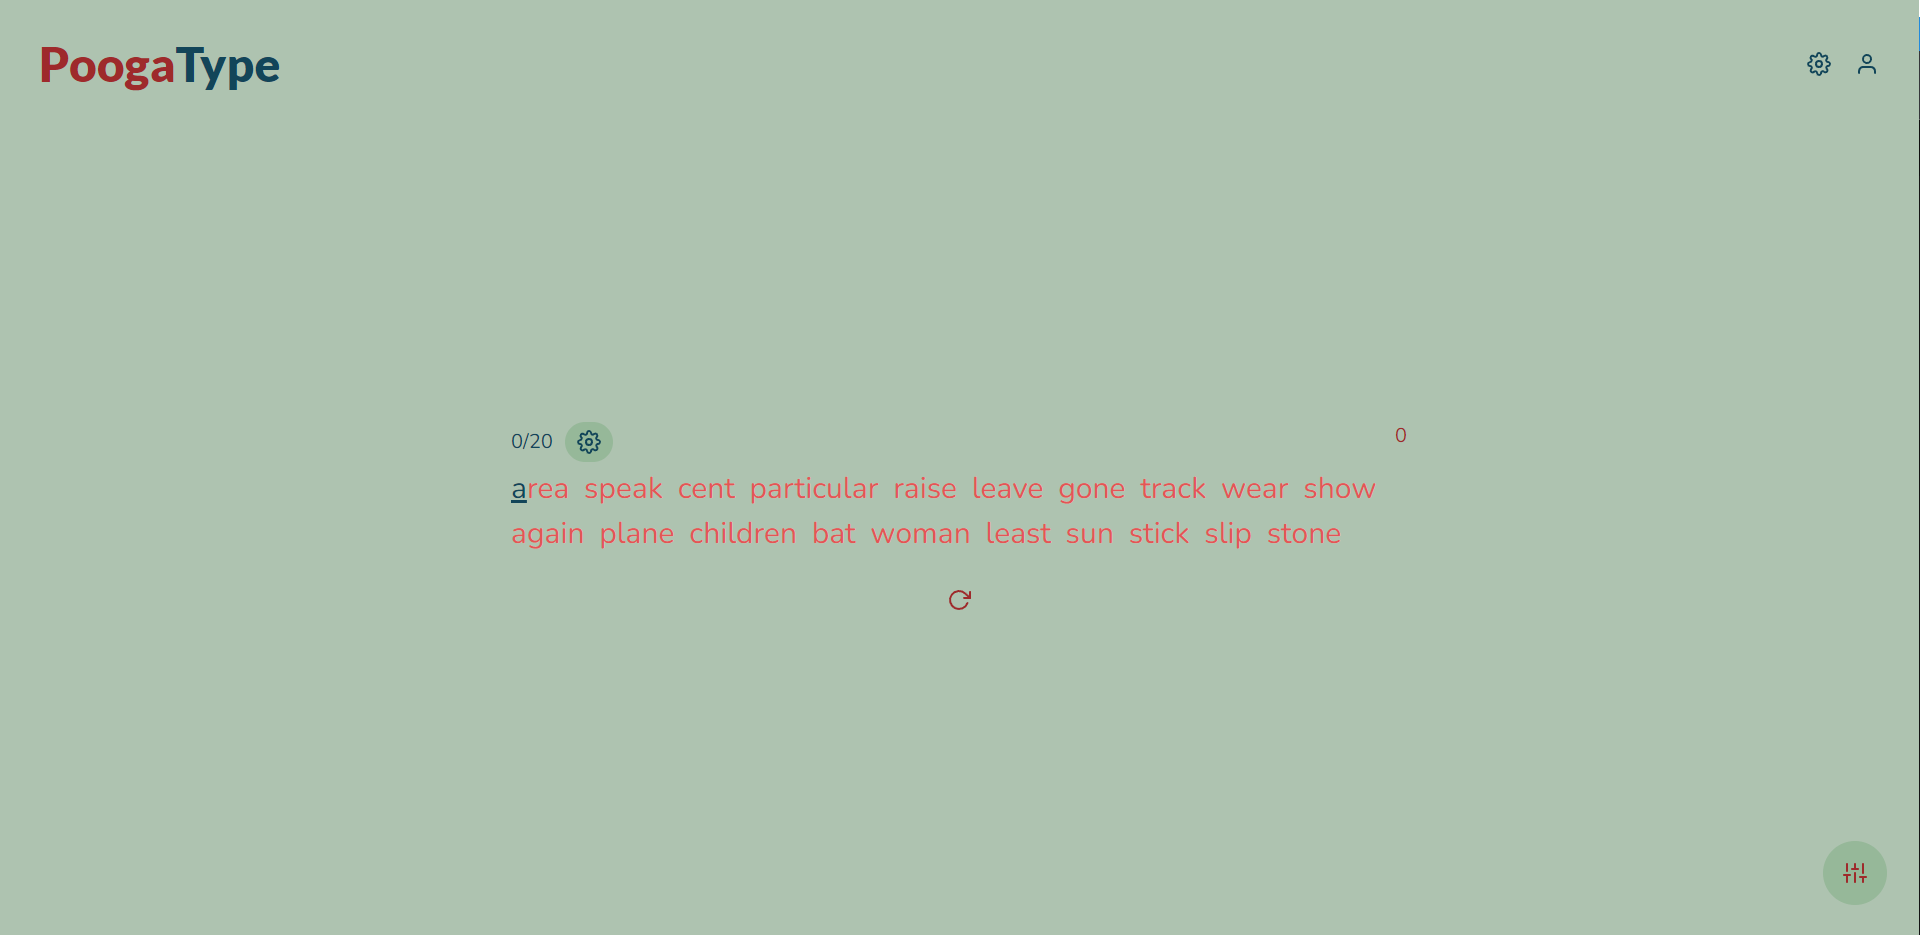 PoogaType
0/20
0
area speak cent particular raise leave gone track wear show
again plane children bat woman least sun stick slip stone